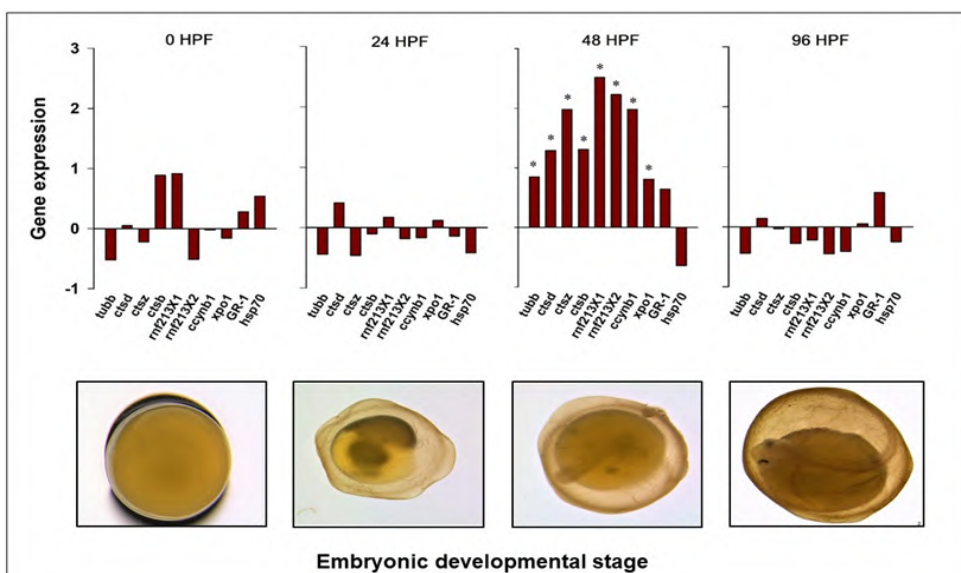 0 HPF
24 HPF
48 HPF
96 HPF
Gene expression
3
2
1
0
-1
* * * * * * * *
tubb
ctsd
ctsz
ctsb
rnf213X1
rnf213X2
ccynb1
xpo1
GR-1
hsp70
tubb
ctsd
ctsz
ctsb
rnf213X1
rnf213X2
ccynb1
xpo1
GR-1
hsp70
tubb
ctsd
ctsz
ctsb
rnf213X1
rnf213X2
ccynb1
xpo1
GR-1
hsp70
tubb
ctsd
ctsz
ctsb
rnf213X1
rnf213X2
ccynb1
xpo1
GR-1
hsp70
Embryonic developmental stage